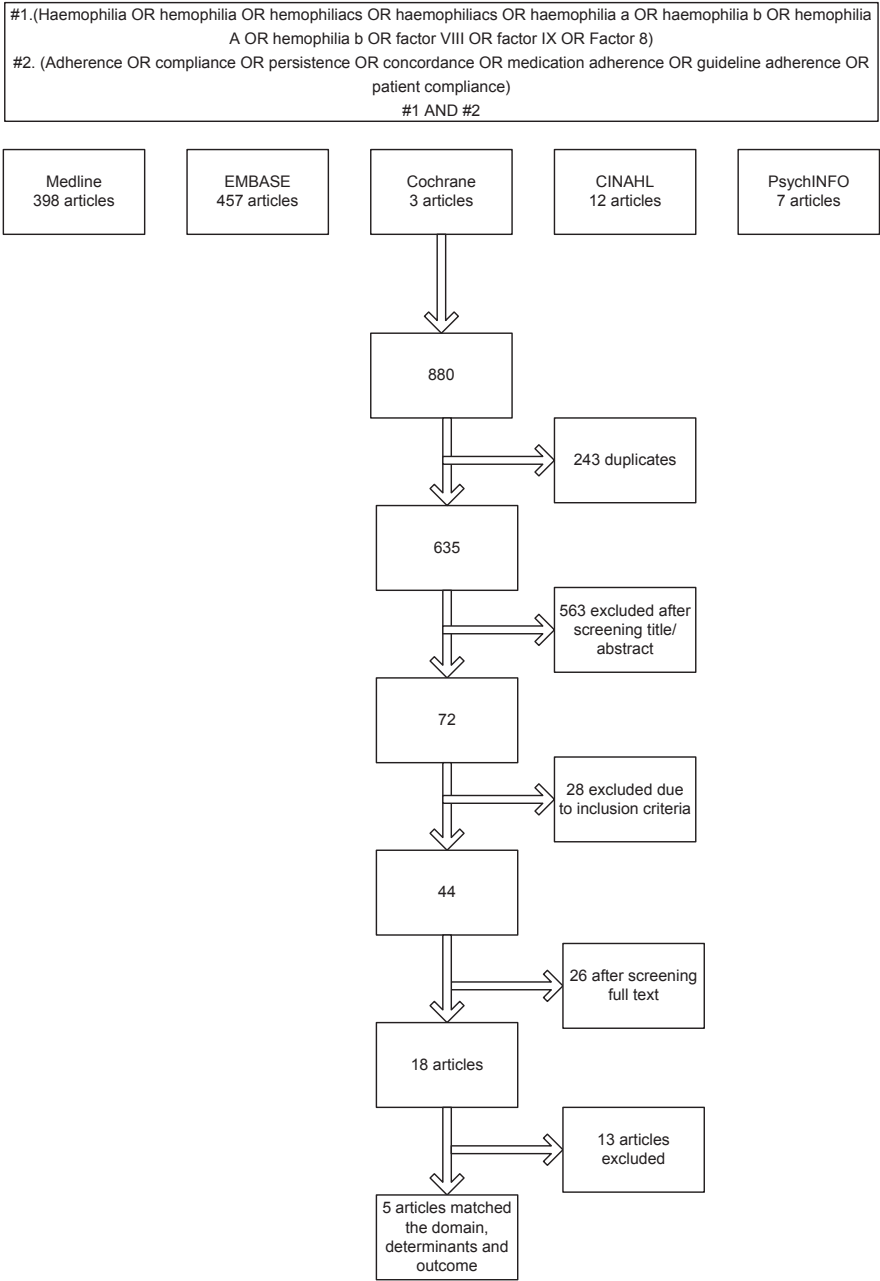 #1.(Haemophilia OR hemophilia OR hemophiliacs OR haemophiliacs OR haemophilia a OR haemophilia b OR hemophilia
A OR hemophilia b OR factor VIII OR factor IX OR Factor 8)
#2. (Adherence OR compliance OR persistence OR concordance OR medication adherence OR guideline adherence OR
patient compliance)
#1 AND #2
Medline
398 articles
EMBASE
457 articles
Cochrane
3 articles
CINAHL
12 articles
PsychINFO
7 articles
880
243 duplicates
635
563 excluded after
screening title/
abstract
72
28 excluded due
to inclusion criteria
44
26 after screening
full text
18 articles
13 articles
excluded
5 articles matched
the domain,
determinants and
outcome